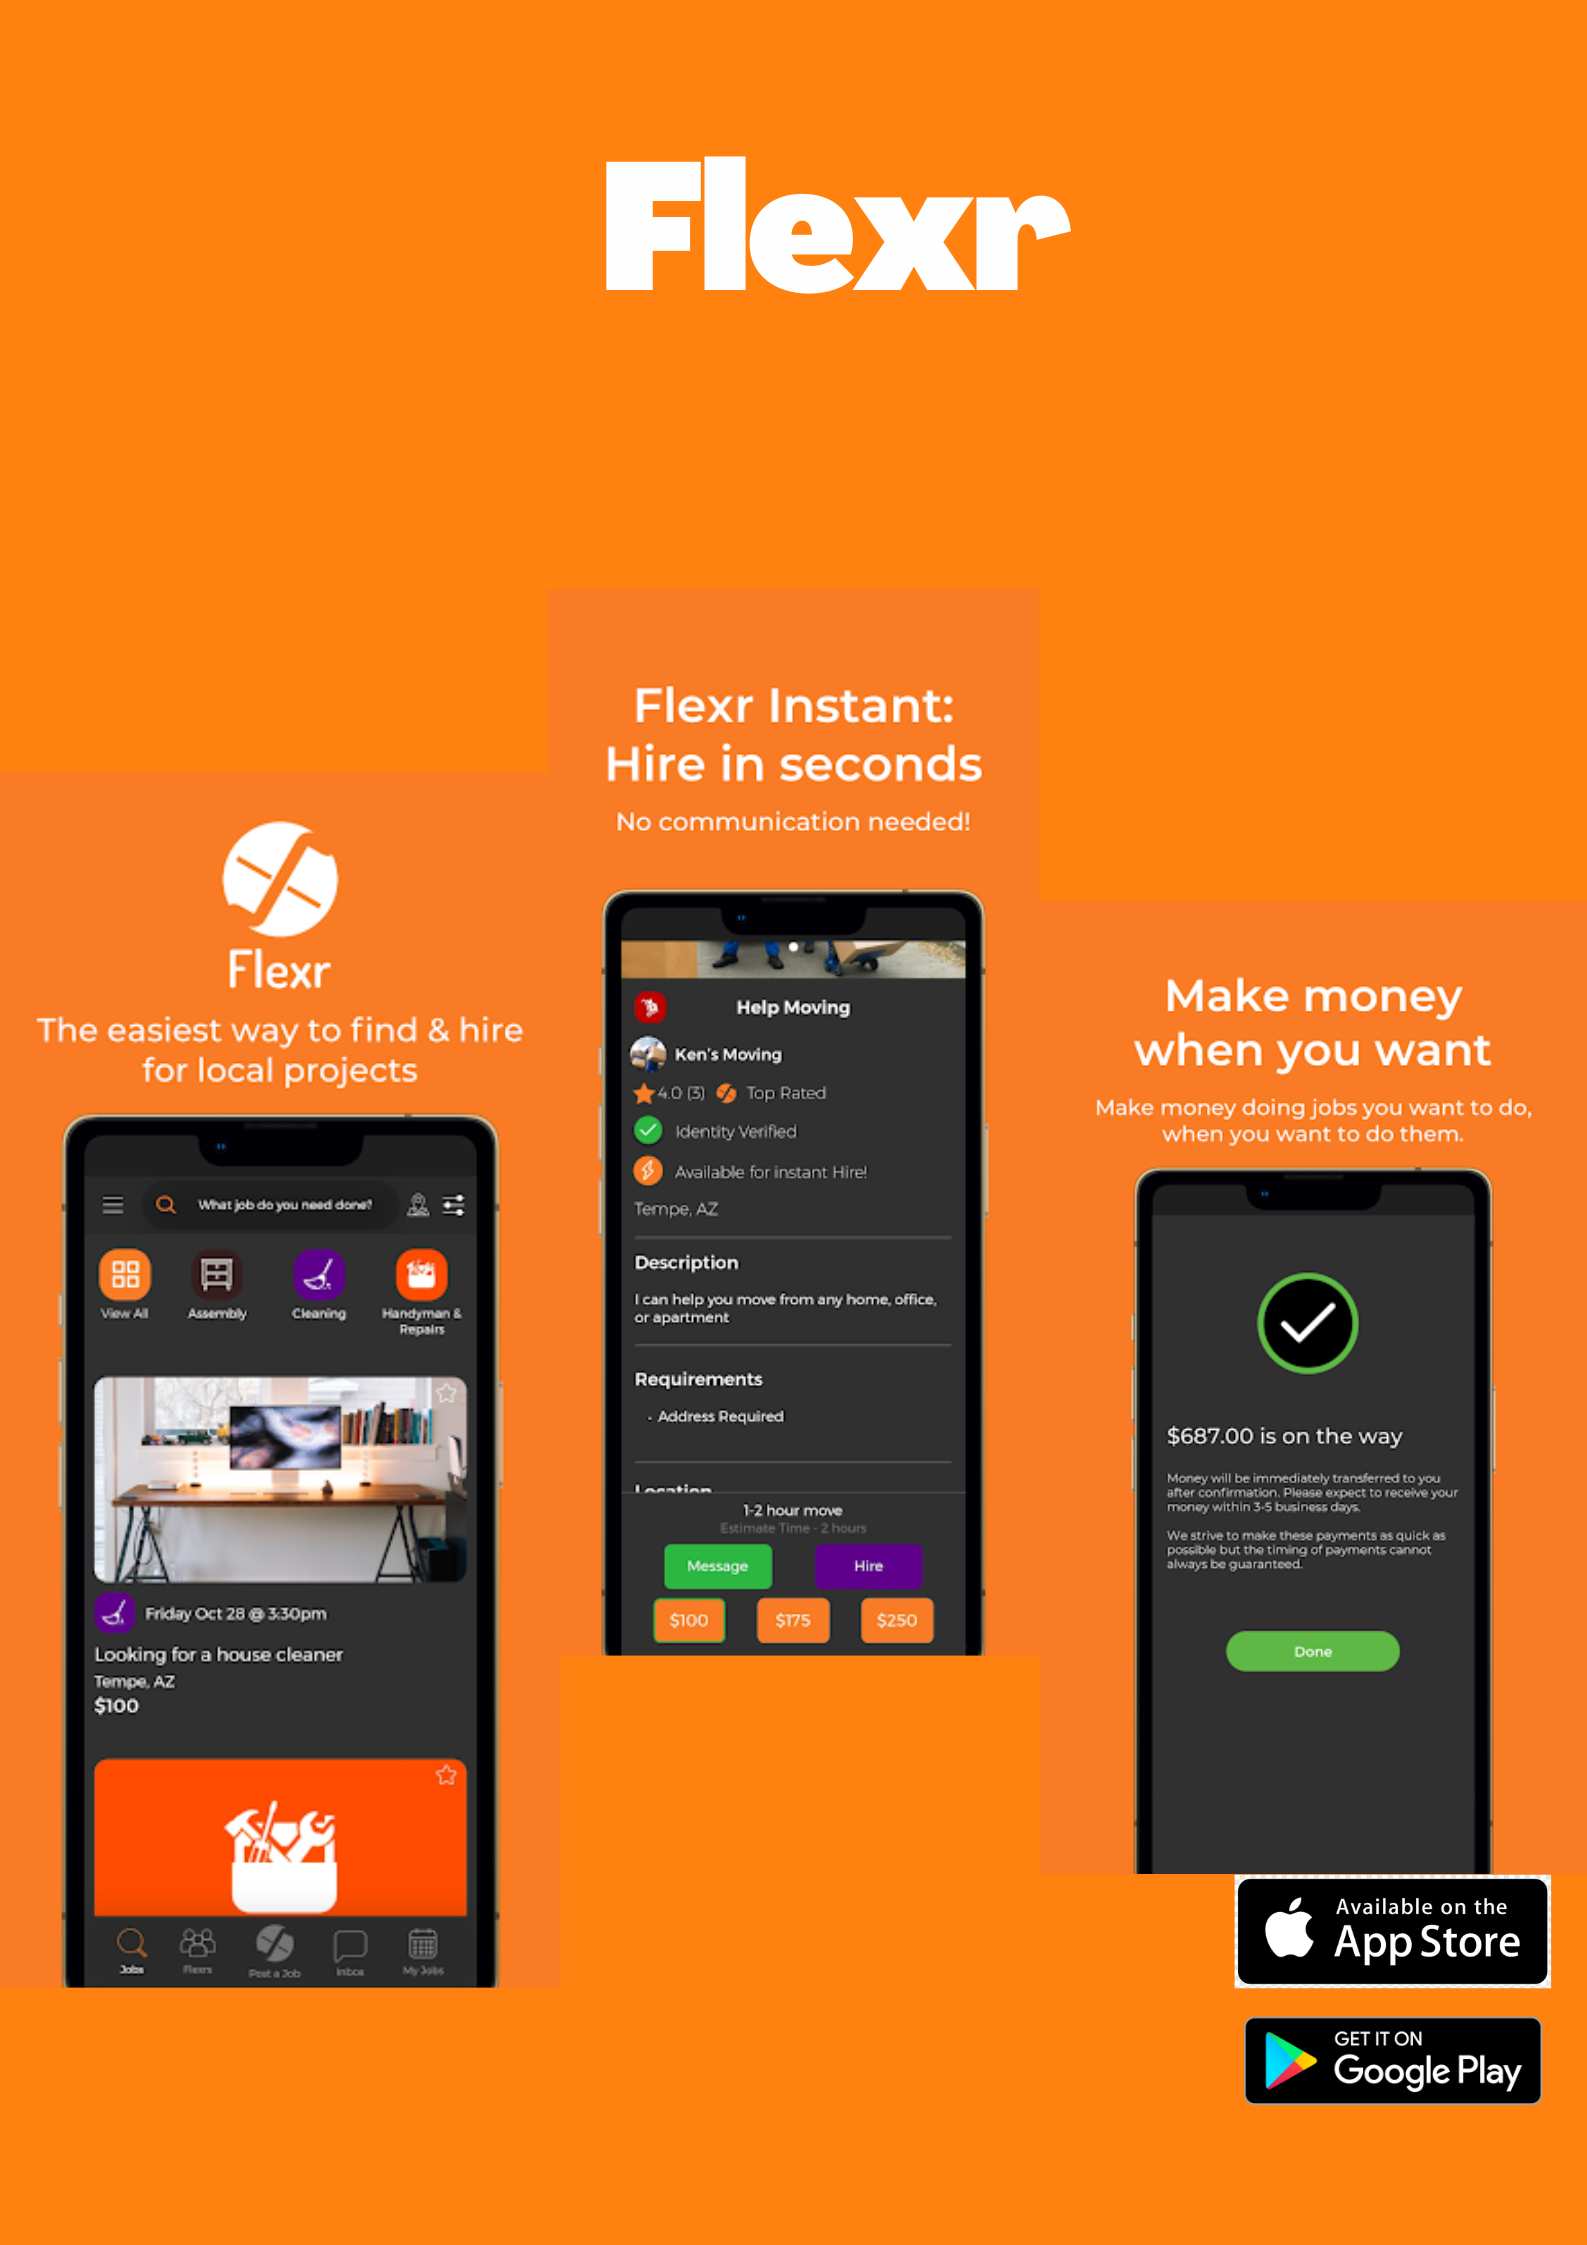 Flexr
Flexr
The easiest way to find & hire
for local projects
What job do you need done?
View All
Assembly
Cleaning
Handyman &
Repairs
Friday Oct 28 @ 3:30pm
Looking for a house cleaner
Tempe, AZ
$100
Jobs
Flexrs
Post a Job
Inbox
My Jobs
Flexr Instant:
Hire in seconds
No communication needed!
Help Moving
Ken's Moving
4.0 (3) Top Rated
Identity Verified
Available for instant Hire!
Tempe, AZ
Description
I can help you move from any home, office,
or apartment
Requirements
- Address Required
Location
1-2 hour move
Estimate Time - 2 hours
Message
Hire
$100
$175
$250
Make money
when you want
Make money doing jobs you want to do,
when you want to do them.
$687.00 is on the way
Money will be immediately transferred to you
after confirmation. Please expect to receive your
money within 3-5 business days.
We strive to make these payments as quick as
possible but the timing of payments cannot
always be guaranteed.
Done
Available on the
App Store
GET IT ON
Google Play